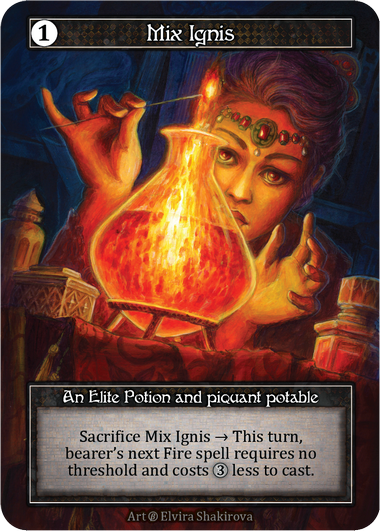 1
Mix Ignis
An Elite Potion and piquant potable
Sacrifice Mix Ignis → This turn,
bearer's next Fire spell requires no
threshold and costs ③ less to cast.
Art @ Elvira Shakirova